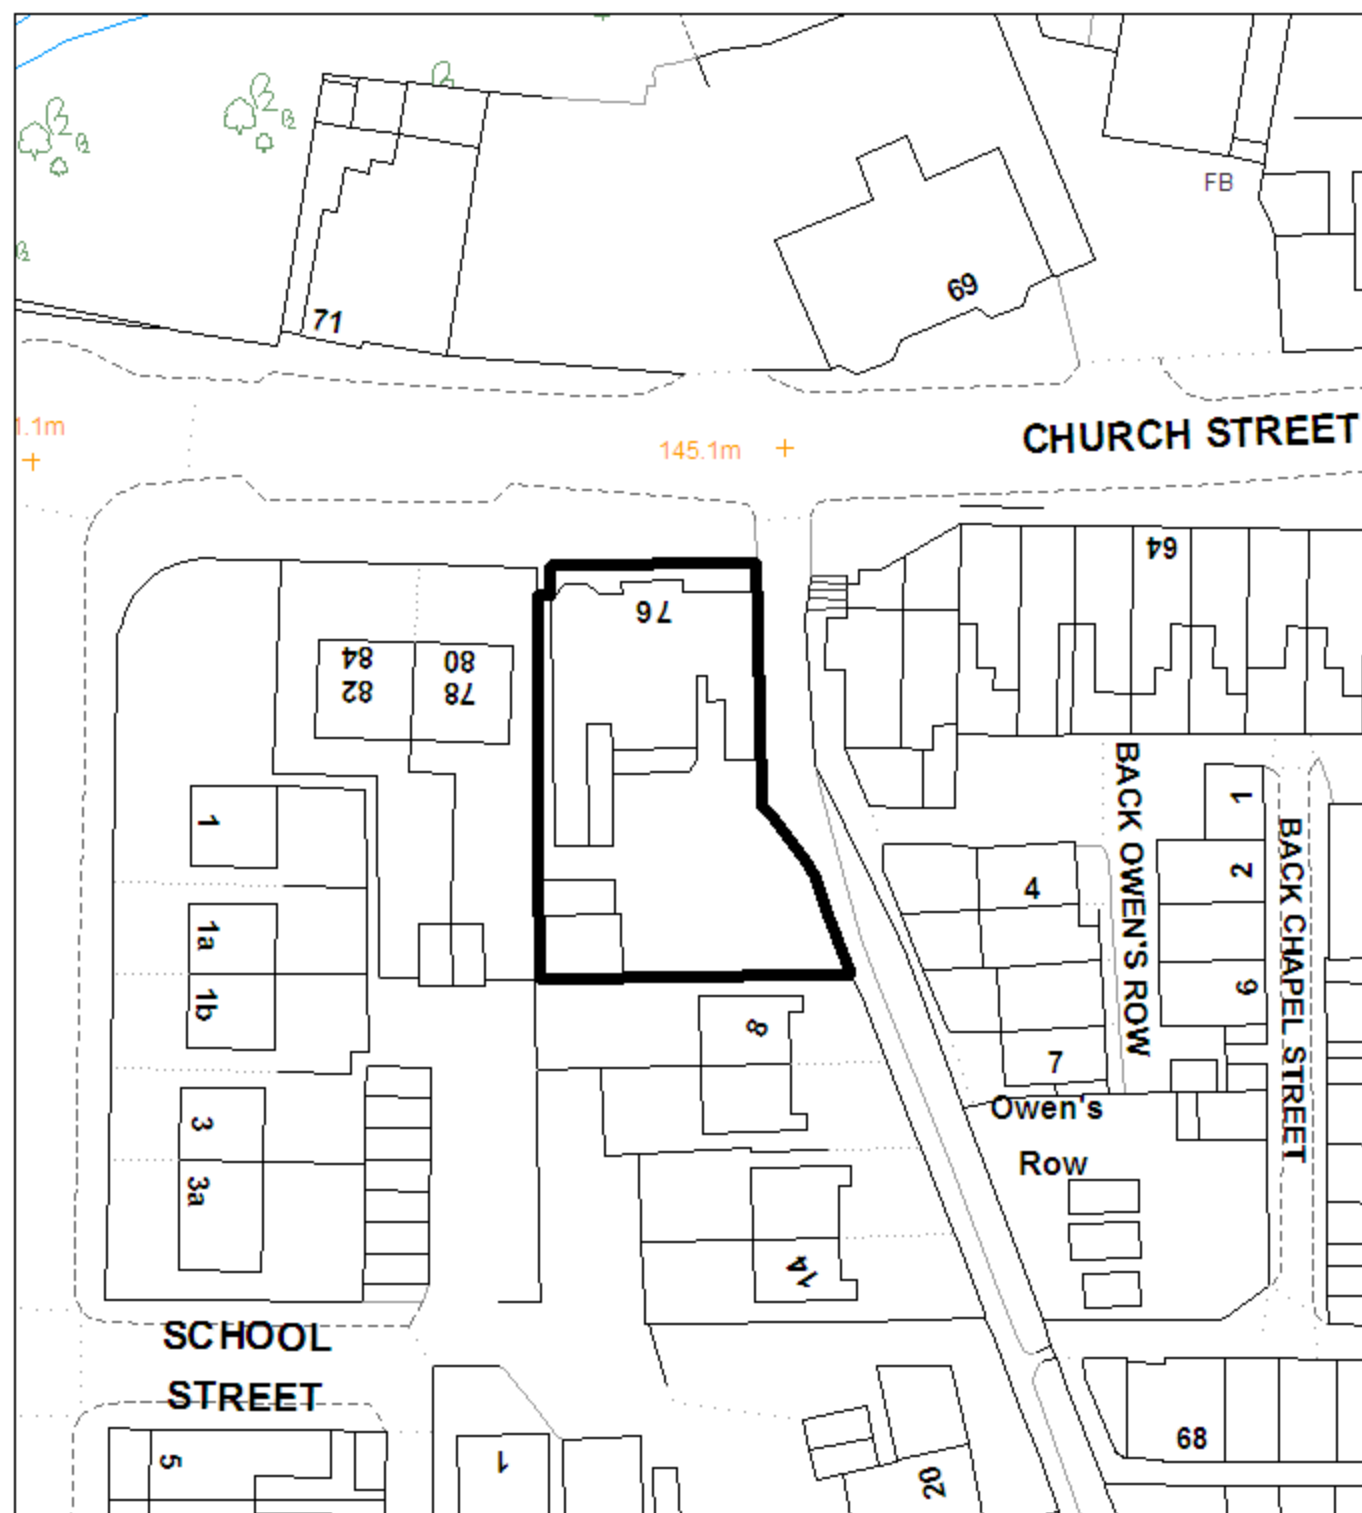 FB
69
71
CHURCH STREET
1.1m
145.1m
64
76
84
80
82
78
BACK OWEN'S ROW
1
1
BACK CHAPEL STREET
2
4
1a
6
1b
8
7
Owen's
3
Row
3a
14
SCHOOL
STREET
68
5
1
20